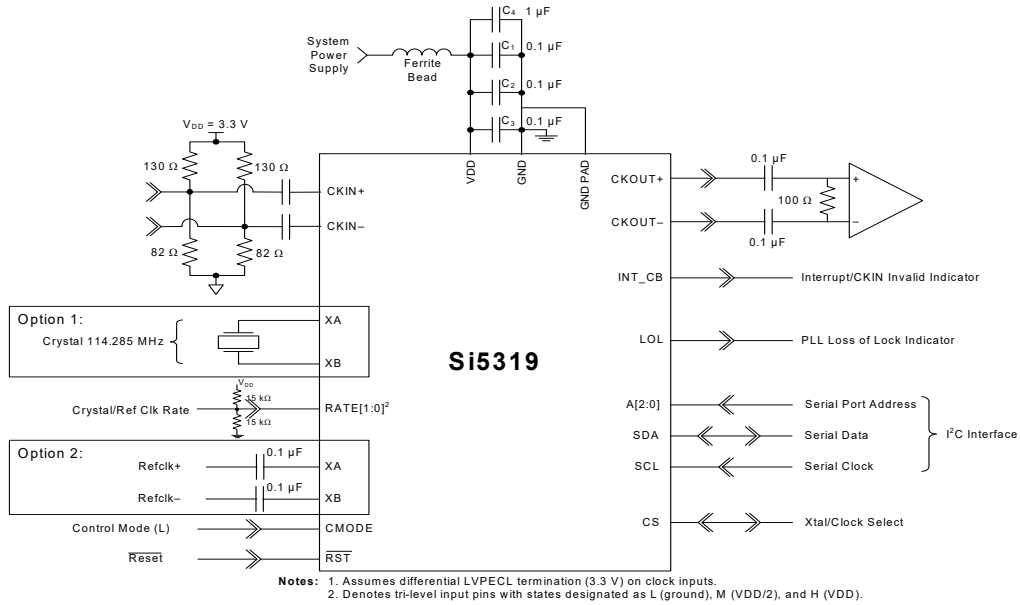 C4 1 µF
System
Power
Supply
Ferrite
Bead
C1 0.1 µF
C2 0.1 µF
C3 0.1 µF
VDD = 3.3 V
130 Ω
130 Ω
82 Ω
82 Ω
VDD
GND
GND PAD
CKIN+
CKIN–
CKOUT+
CKOUT–
0.1 µF
100 Ω
0.1 µF
+
–
INT_CB
Interrupt/CKIN Invalid Indicator
Option 1:
Crystal 114.285 MHz
XA
XB
Si5319
LOL
PLL Loss of Lock Indicator
VDD
15 kΩ
15 kΩ
Crystal/Ref Clk Rate
RATE[1:0]2
A[2:0]
Serial Port Address
SDA
Serial Data
I2C Interface
SCL
Serial Clock
Option 2:
Refclk+
0.1 µF
XA
Refclk–
0.1 µF
XB
Control Mode (L)
CMODE
CS
Xtal/Clock Select
Reset
RST
Notes: 1. Assumes differential LVPECL termination (3.3 V) on clock inputs.
2. Denotes tri-level input pins with states designated as L (ground), M (VDD/2), and H (VDD).